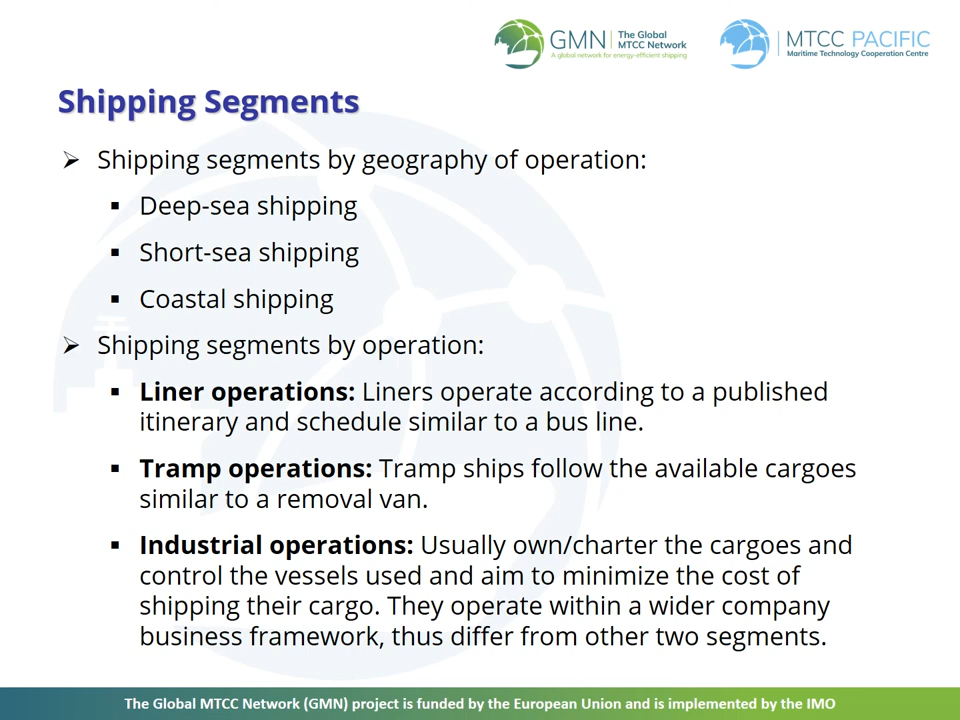 GMN
The Global
MTCC Network
A global network for energy-efficient shipping
MTCC PACIFIC
Maritime Technology Cooperation Centre
Shipping Segments
➢ Shipping segments by geography of operation:
▪ Deep-sea shipping
▪ Short-sea shipping
▪ Coastal shipping
➢ Shipping segments by operation:
▪ Liner operations: Liners operate according to a published
itinerary and schedule similar to a bus line.
▪ Tramp operations: Tramp ships follow the available cargoes
similar to a removal van.
▪ Industrial operations: Usually own/charter the cargoes and
control the vessels used and aim to minimize the cost of
shipping their cargo. They operate within a wider company
business framework, thus differ from other two segments.
The Global MTCC Network (GMN) project is funded by the European Union and is implemented by the IMO